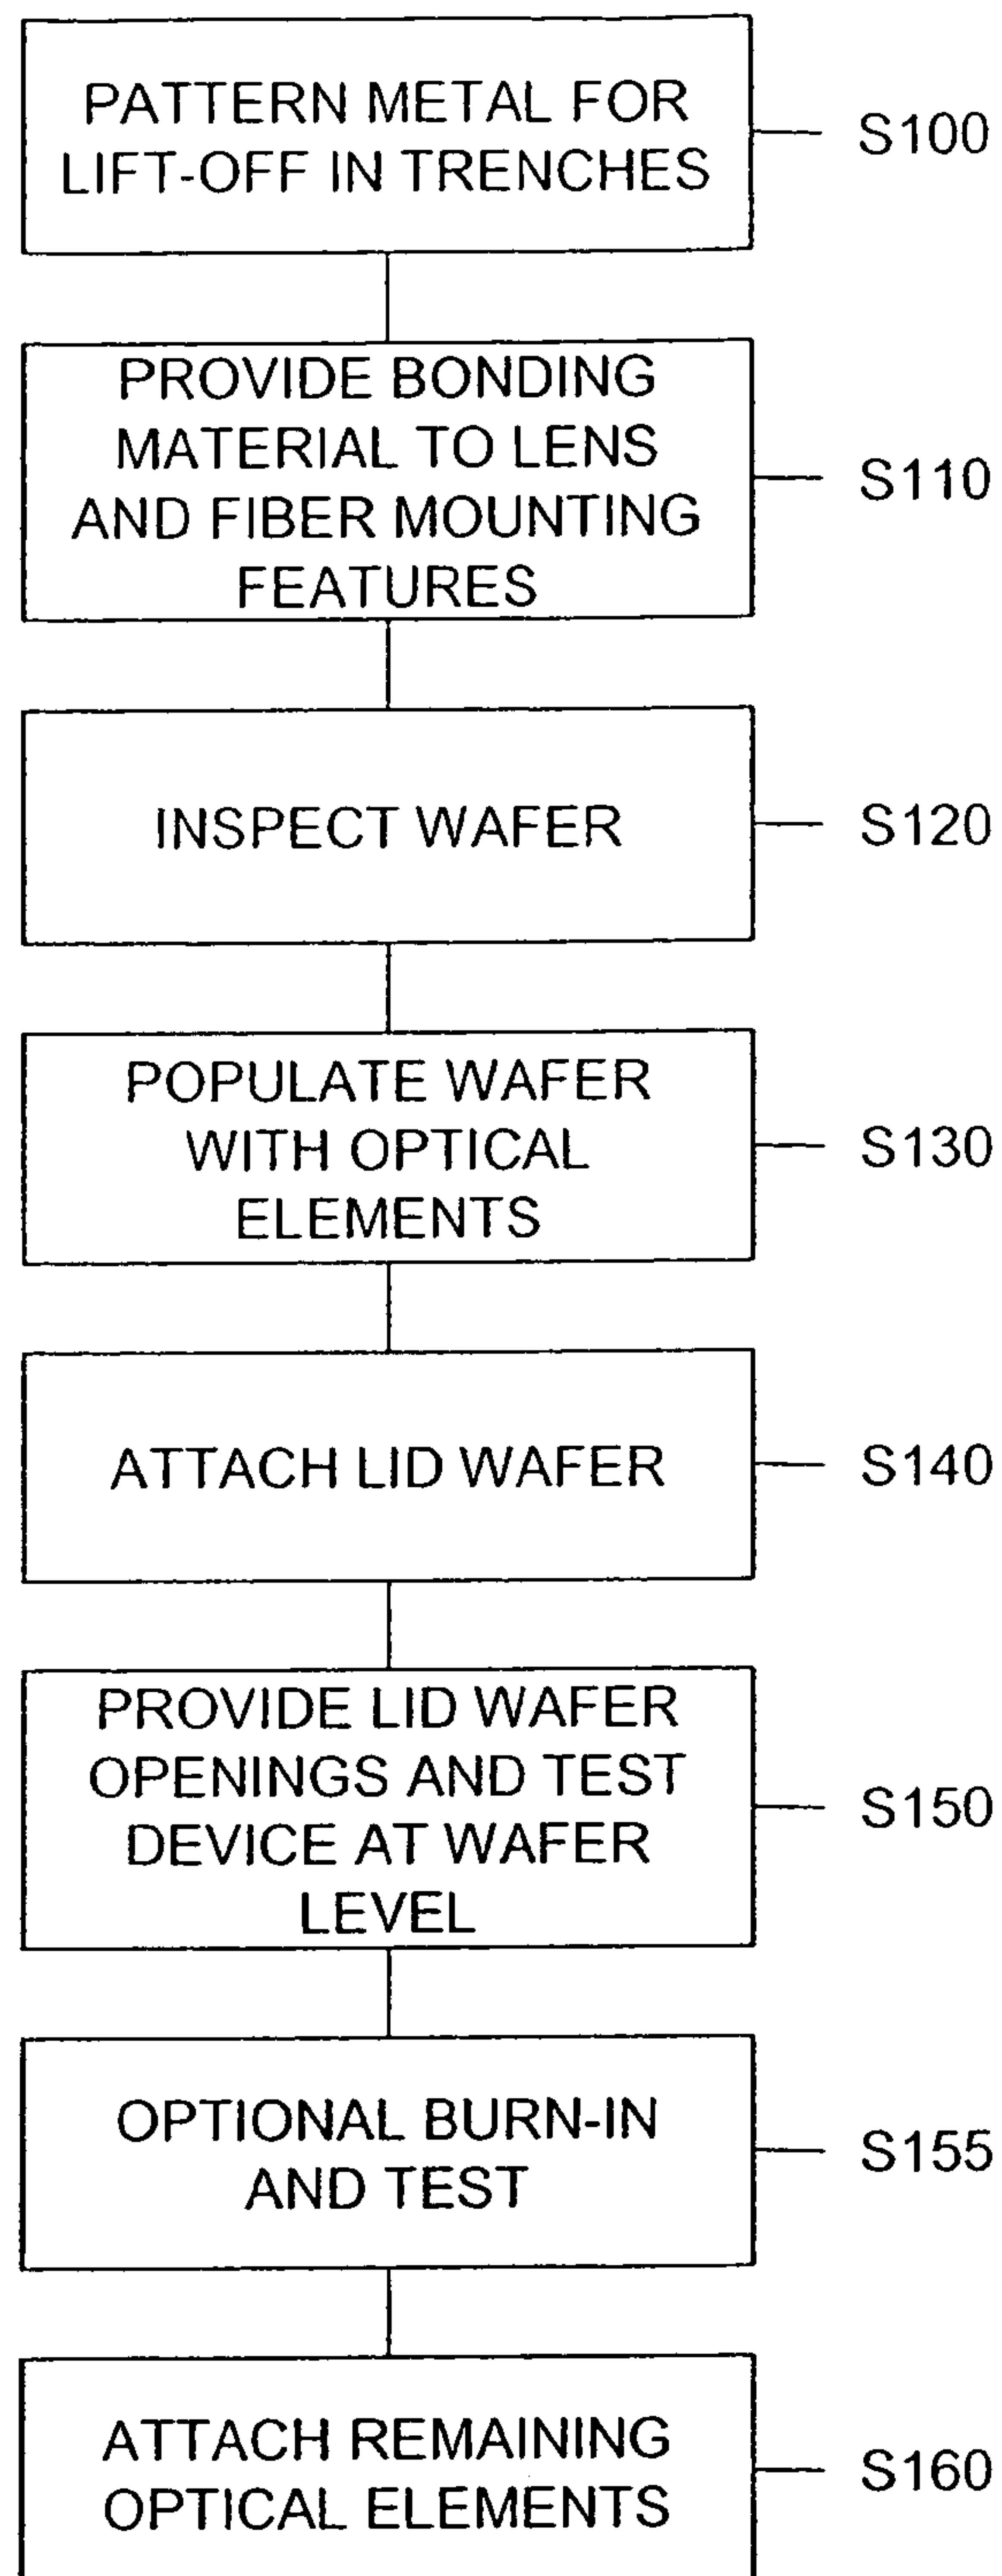 PATTERN METAL FOR
LIFT-OFF IN TRENCHES
S100
PROVIDE BONDING
MATERIAL TO LENS
AND FIBER MOUNTING
FEATURES
S110
INSPECT WAFER
S120
POPULATE WAFER
WITH OPTICAL
ELEMENTS
S130
ATTACH LID WAFER
S140
PROVIDE LID WAFER
OPENINGS AND TEST
DEVICE AT WAFER
LEVEL
S150
OPTIONAL BURN-IN
AND TEST
S155
ATTACH REMAINING
OPTICAL ELEMENTS
S160